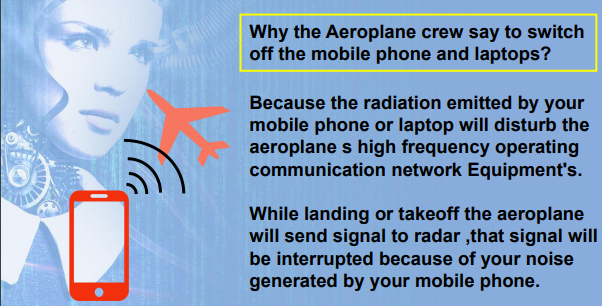 Why the Aeroplane crew say to switch
off the mobile phone and laptops?
Because the radiation emitted by your
mobile phone or laptop will disturb the
aeroplane s high frequency operating
communication network Equipment's.
While landing or takeoff the aeroplane
will send signal to radar ,that signal will
be interrupted because of your noise
generated by your mobile phone.